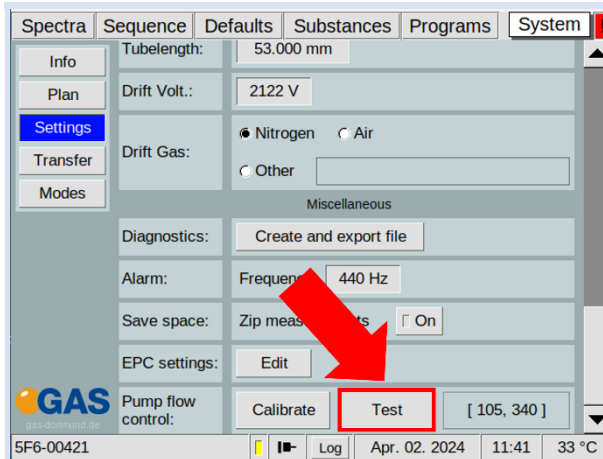 Spectra Sequence Defaults Substances Programs System
Info
Plan
Settings
Transfer
Modes
Tubelength: 53.000 mm
Drift Volt.: 2122 V
Drift Gas: Nitrogen Air
Other
Miscellaneous
Diagnostics: Create and export file
Alarm: 440 Hz
Save space: Zip On
EPC settings: Edit
Pump flow control: Calibrate Test [ 105, 340 ]
GAS
gas-dortmund.de
5F6-00421 Log Apr. 02. 2024 11:41 33 °C